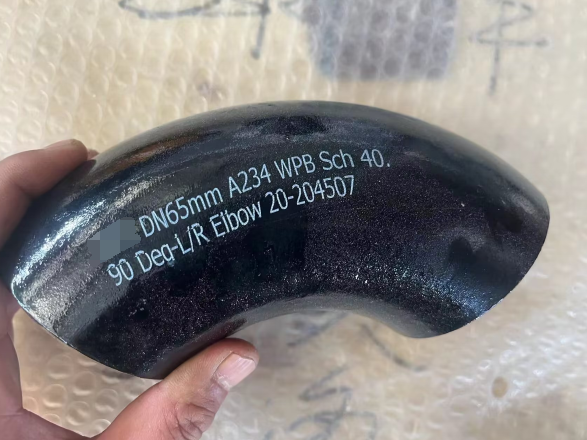 DN65mm A234 WPB Sch 40.
90 Deg-L/R Elbow 20-204507